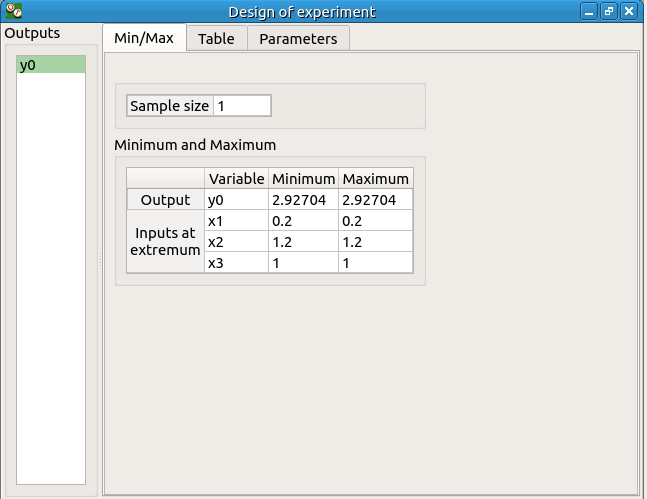 Design of experiment
Outputs
y0
Min/Max Table Parameters
Sample size 1
Minimum and Maximum
Variable Minimum Maximum
Output y0 2.92704 2.92704
Inputs at extremum
x1 0.2 0.2
x2 1.2 1.2
x3 1 1